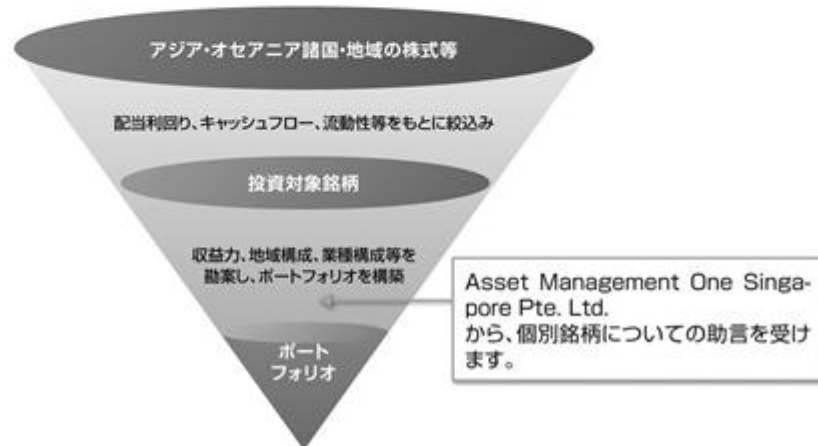 アジア・オセアニア諸国・地域の株式等
配当利回り、キャッシュフロー、流動性等をもとに絞込み
投資対象銘柄
収益力、地域構成、業種構成等を
勘案し、ポートフォリオを構築
Asset Management One Singa-
pore Pte. Ltd.
から、個別銘柄についての助言を受け
ます。
ポート
フォリオ